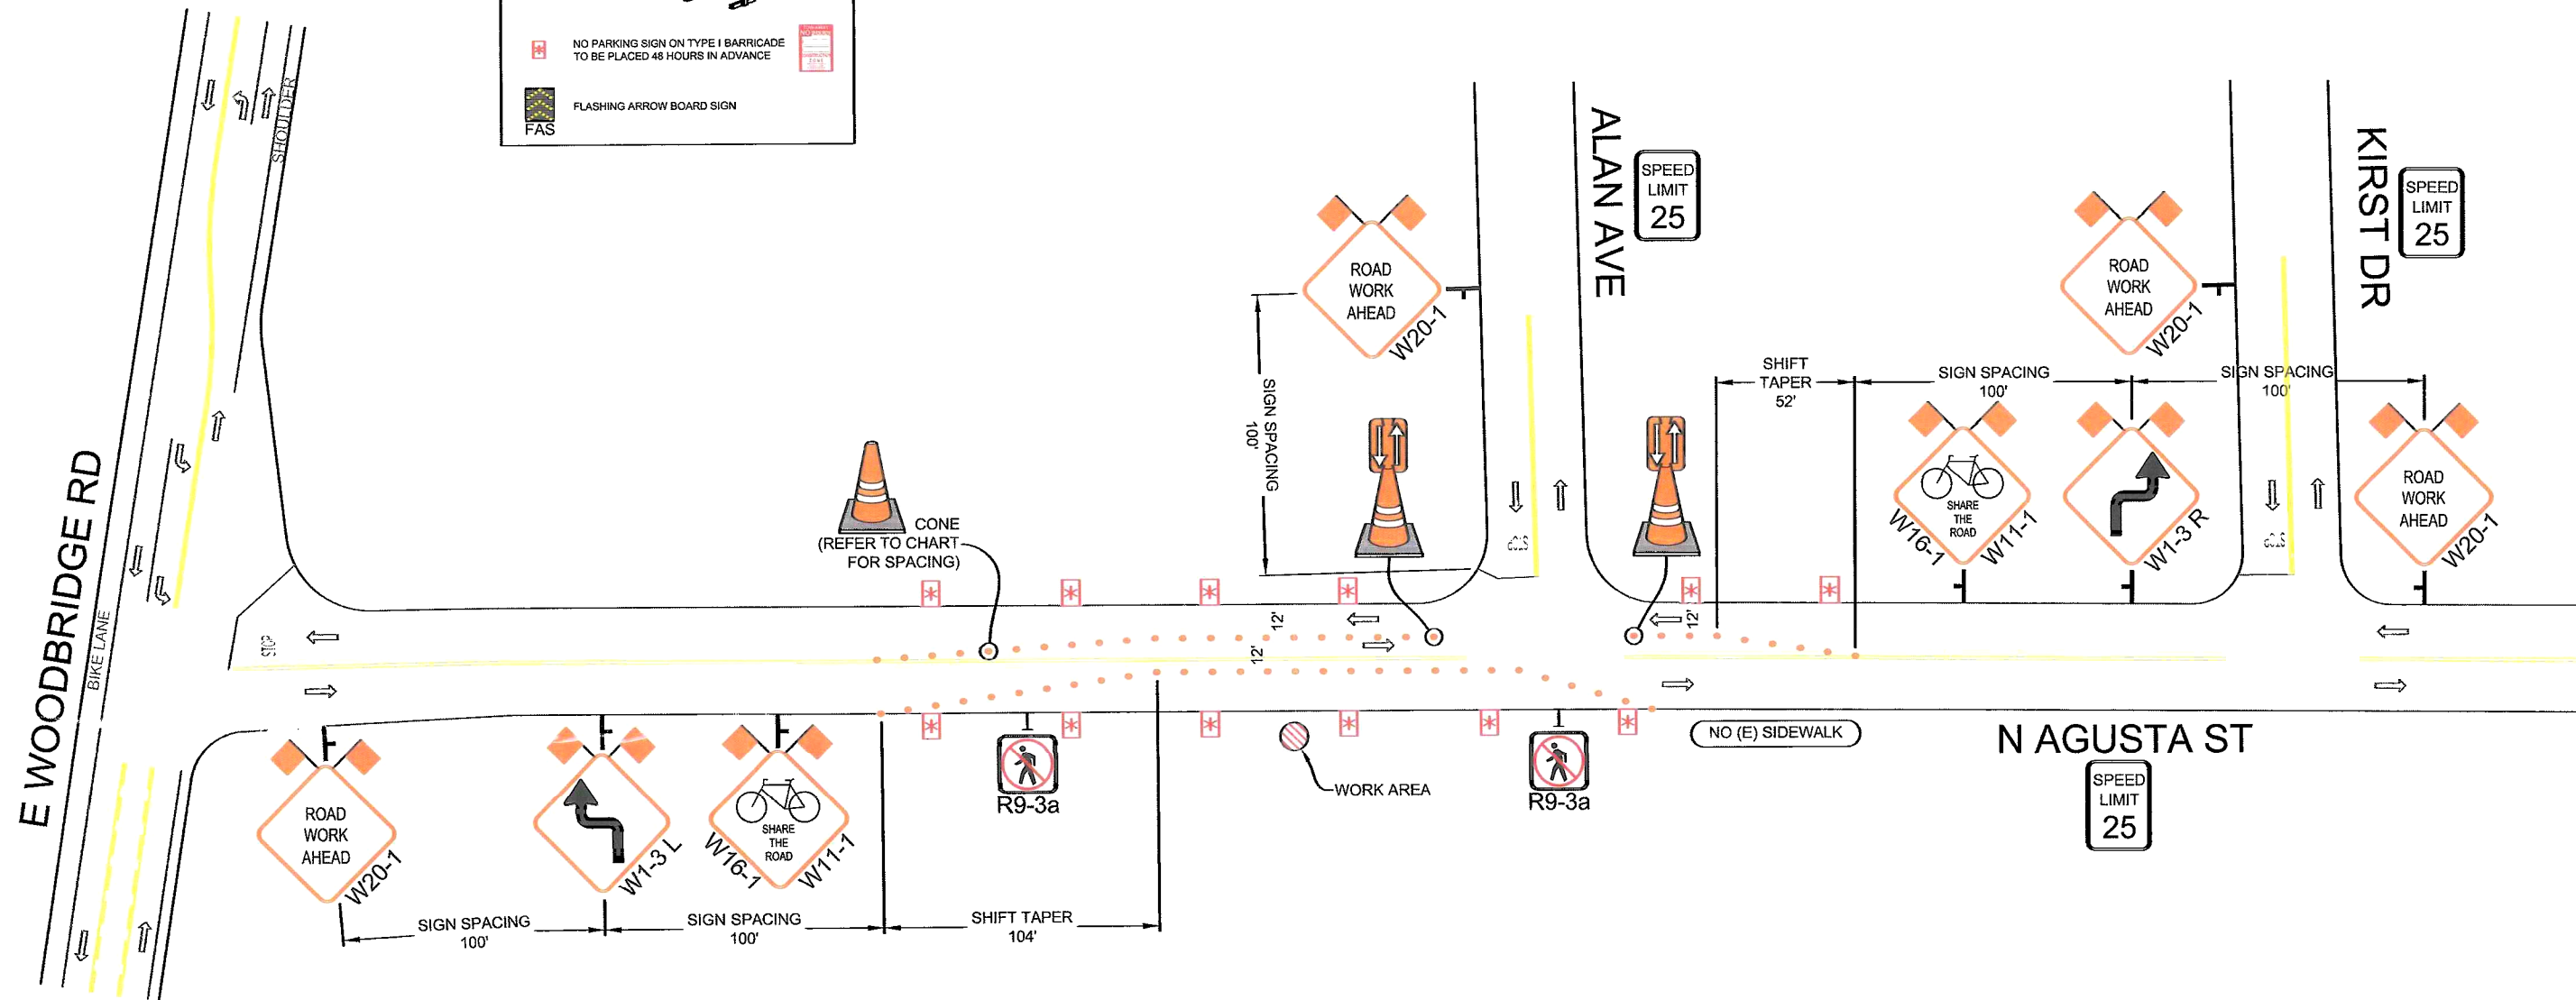 NO PARKING SIGN ON TYPE I BARRICADE
TO BE PLACED 48 HOURS IN ADVANCE
FLASHING ARROW BOARD SIGN
FAS
SHOULDER
E WOODBRIDGE RD
BIKE LANE
STOP
ALAN AVE
SPEED
LIMIT
25
KIRST DR
SPEED
LIMIT
25
ROAD
WORK
AHEAD
W20-1
ROAD
WORK
AHEAD
W20-1
SIGN SPACING
100'
SHIFT
TAPER
52'
SIGN SPACING
100'
SIGN SPACING
100'
CONE
(REFER TO CHART
FOR SPACING)
STOP
STOP
SHARE
THE
ROAD
W16-1
W11-1
W1-3 R
ROAD
WORK
AHEAD
W20-1
12'
12'
12'
ROAD
WORK
AHEAD
W20-1
W1-3 L
SHARE
THE
ROAD
W16-1
W11-1
R9-3a
WORK AREA
R9-3a
NO (E) SIDEWALK
N AGUSTA ST
SPEED
LIMIT
25
SIGN SPACING
100'
SIGN SPACING
100'
SHIFT TAPER
104'